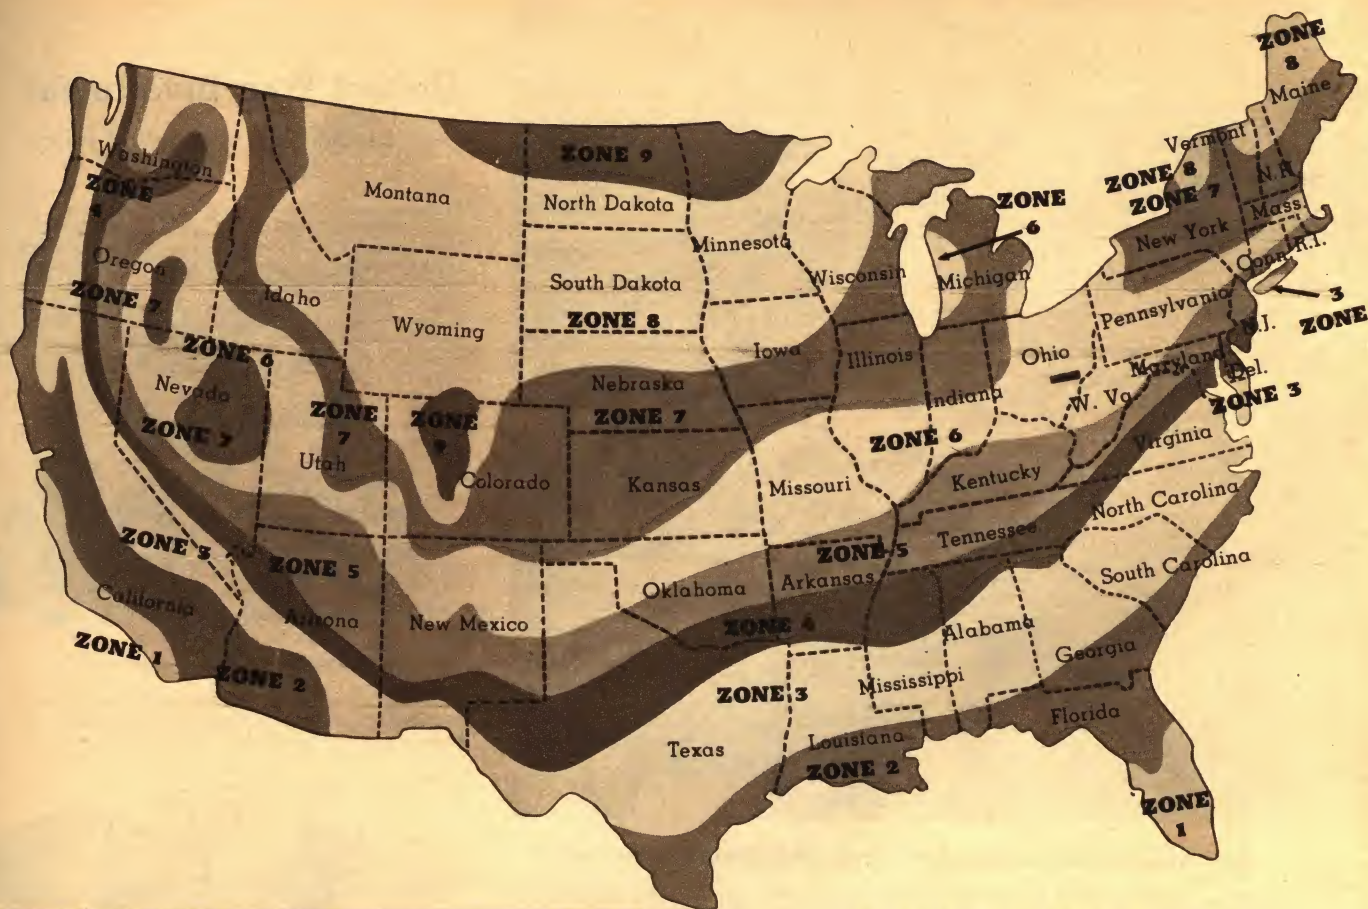 ZONE
8
Maine
Vermont
N.H.
ZONE 8
ZONE 7
New York
Mass.
Conn.
R.I.
3
ZONE
Washington
ZONE
4
Montana
ZONE 9
North Dakota
Minnesota
ZONE
6
Wisconsin
Michigan
Oregon
ZONE 7
Idaho
South Dakota
ZONE 8
Wyoming
ZONE 6
Iowa
Illinois
Ohio
Pennsylvania
N.J.
Maryland
Del.
ZONE 3
Nevada
ZONE 7
ZONE
7
Utah
ZONE
9
Colorado
Nebraska
ZONE 7
Kansas
Missouri
Indiana
ZONE 6
W. Va.
Virginia
Kentucky
North Carolina
Tennessee
South Carolina
ZONE 3
ZONE 5
Arizona
New Mexico
Oklahoma
ZONE 5
Arkansas
ZONE 4
California
ZONE 1
ZONE 2
ZONE 3
Texas
Mississippi
Alabama
Georgia
Louisiana
ZONE 2
Florida
ZONE
1